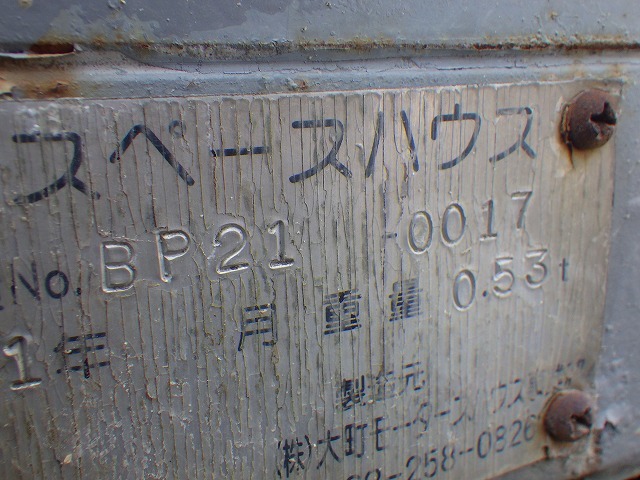 スペースハウス
No. BP21 -0017
1年 月 重量 0.53t
製造元
(株)大町モータースハウス
-258-0826